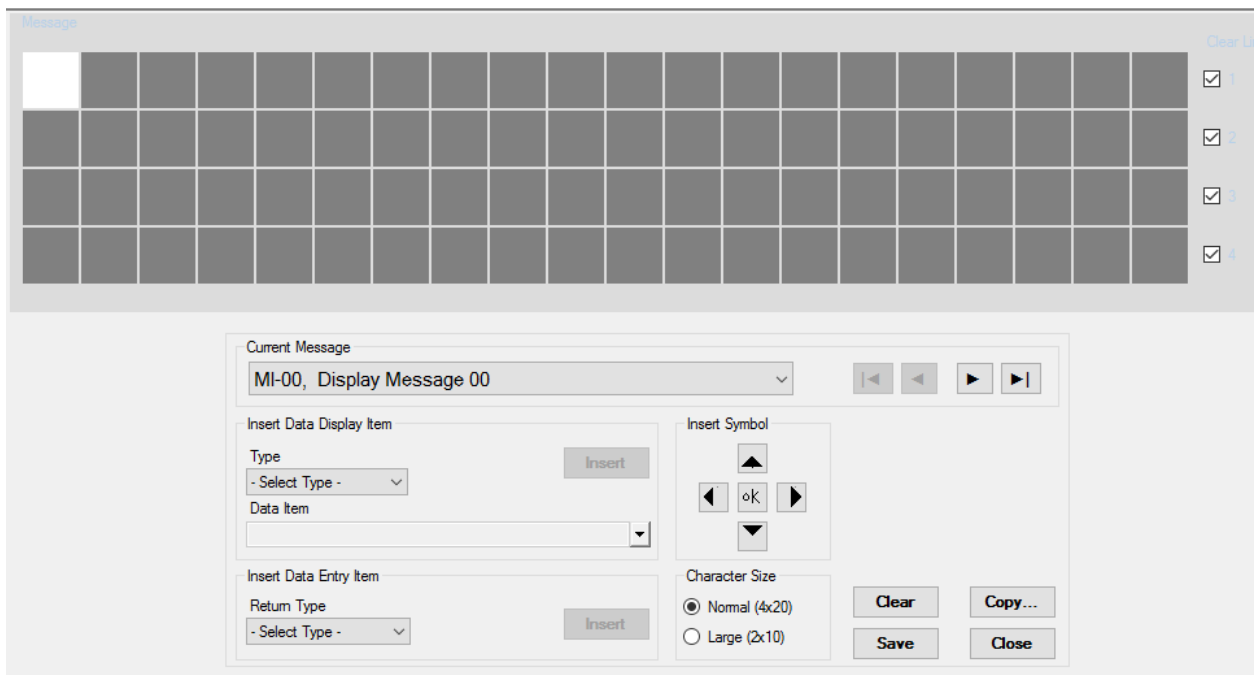 Message
Clear Li
1
2
3
4
Current Message
MI-00, Display Message 00
Insert Data Display Item
Type
Insert
- Select Type -
Data Item
Insert Symbol
oK
Insert Data Entry Item
Return Type
Insert
- Select Type -
Character Size
Normal (4x20)
Large (2x10)
Clear
Copy...
Save
Close